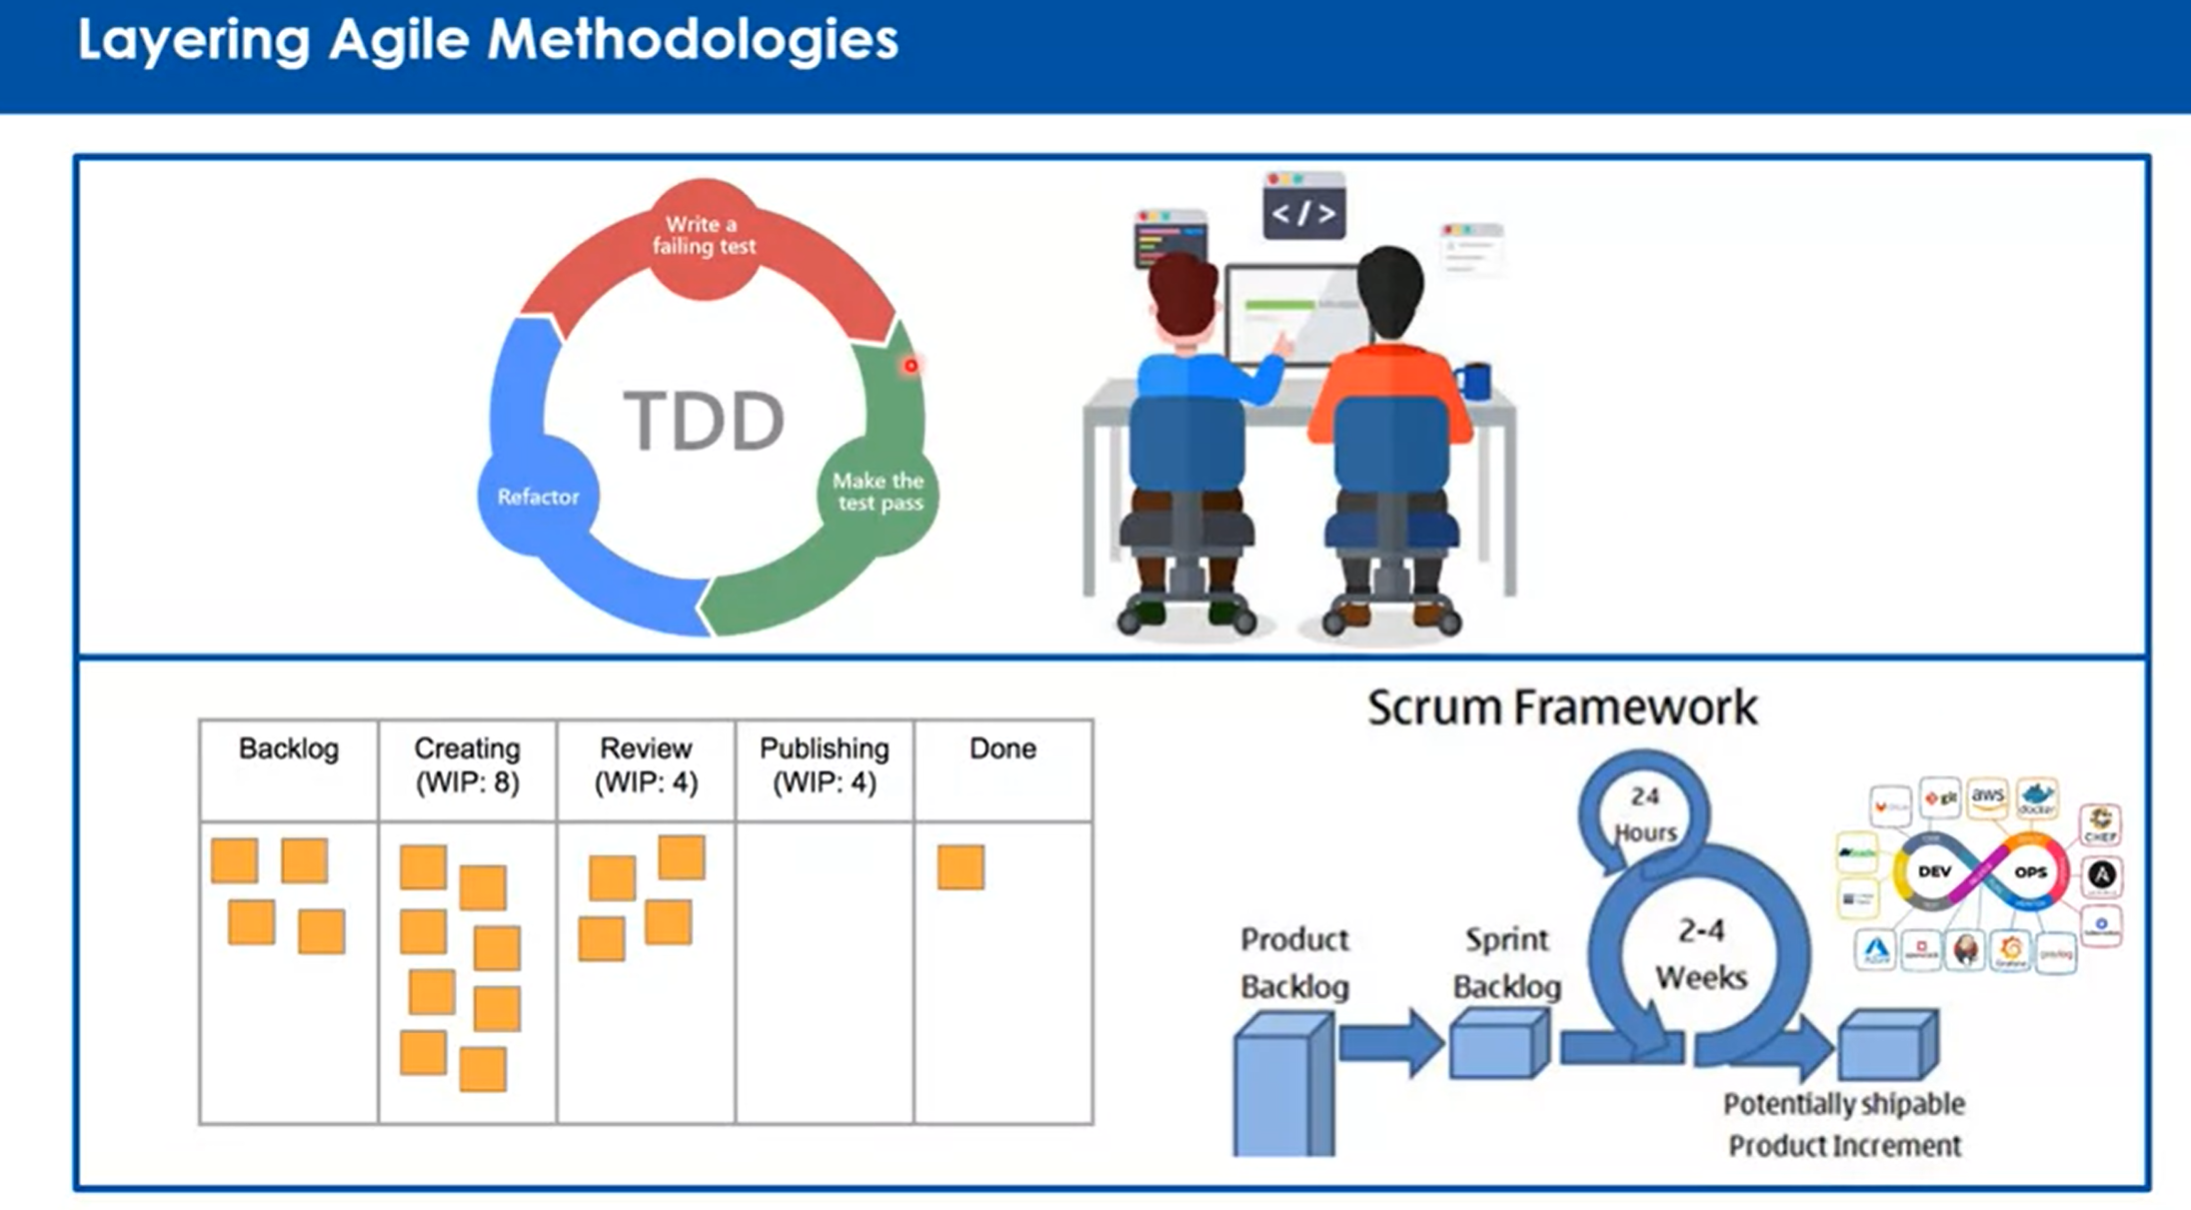 Layering Agile Methodologies
Write a
failing test
TDD
Refactor
Make the
test pass
</>
Backlog
Creating
(WIP: 8)
Review
(WIP: 4)
Publishing
(WIP: 4)
Done
Scrum Framework
24
Hours
2-4
Weeks
Product
Backlog
Sprint
Backlog
Potentially shipable
Product Increment
git
aws
docker
CHEF
DEV
OPS